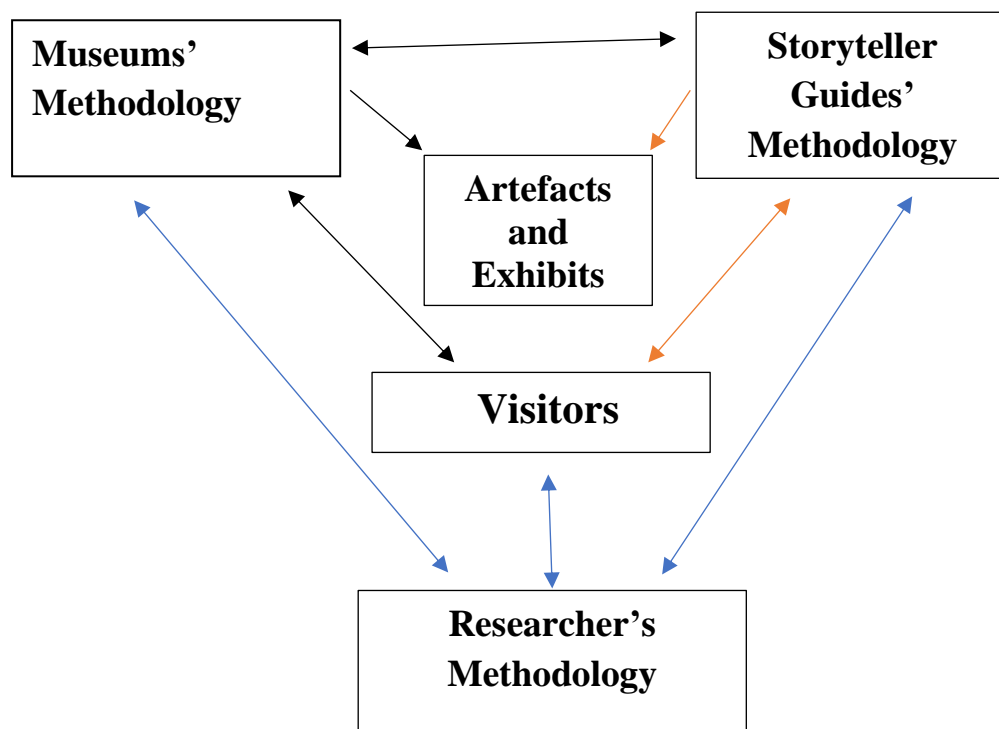 Museums’
Methodology
Storyteller
Guides’
Methodology
Artefacts
and
Exhibits
Visitors
Researcher’s
Methodology